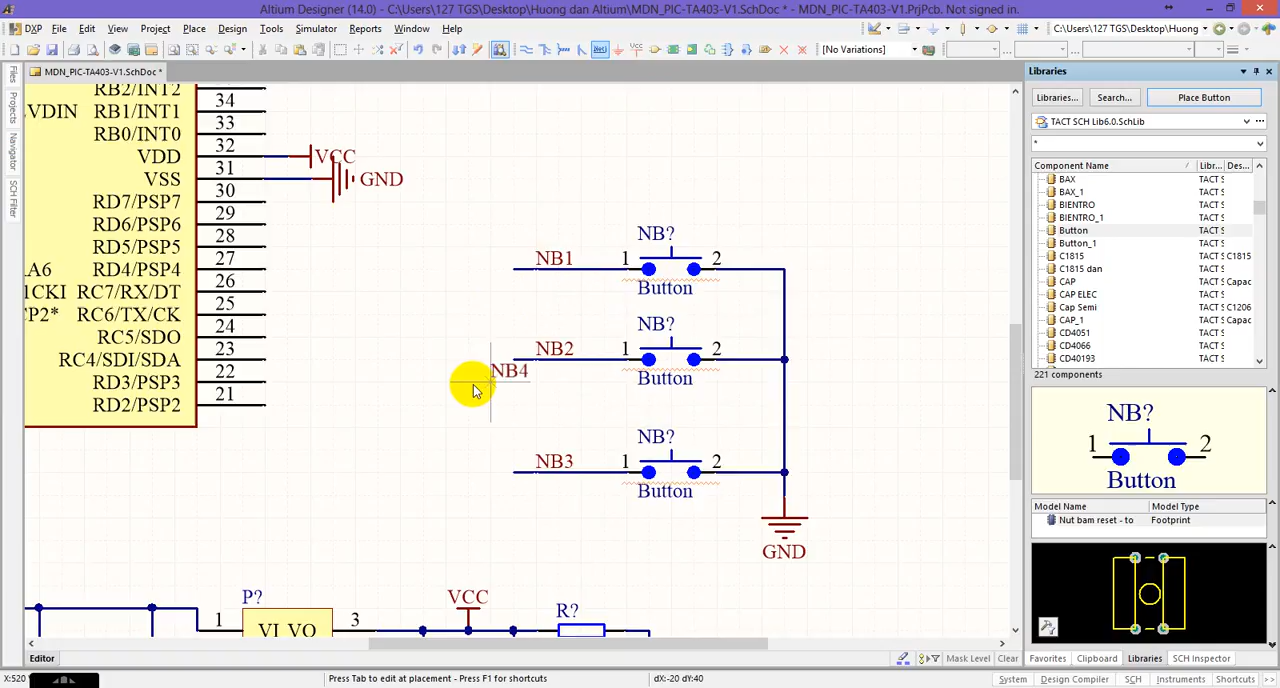 Altium Designer (14.0) - C:\Users\127 TGS\Desktop\Huong dan Altium\MDN_PIC-TA403-V1.SchDoc * - MDN_PIC-TA403-V1.PrjPcb. Not signed in.
DXP File Edit View Project Place Design Tools Simulator Reports Window Help C:\Users\127 TGS\Desktop\Huong
[No Variations]
MDN_PIC-TA403-V1.SchDoc *
Files
Projects
Navigator
SCH Filter
RB2/INT2 34
VDIN RB1/INT1 33
RB0/INT0 32
VDD 31 VCC
VSS 30 GND
RD7/PSP7 29
RD6/PSP6 28
RD5/PSP5 27
A6 RD4/PSP4 26
1CKI RC7/RX/DT 25
CP2* RC6/TX/CK 24
RC5/SDO 23
RC4/SDI/SDA 22
RD3/PSP3 21
RD2/PSP2
NB?
NB1 1 2
Button
NB?
NB2 1 2
NB4 Button
NB?
NB3 1 2
Button
GND
P? VCC R?
1 VI VO 3
Libraries
Libraries... Search... Place Button
TACT SCH Lib6.0.SchLib ...
*
Component Name / Libr... Des...
BAX TACT S
BAX_1 TACT S
BIENTRO TACT S
BIENTRO_1 TACT S
Button TACT S
Button_1 TACT S
C1815 TACT S C1815
C1815 dan TACT S
CAP TACT S Capac
CAP ELEC TACT S
Cap Semi TACT S C1206
CAP_1 TACT S Capac
CD4051 TACT S
CD4066 TACT S
CD40193 TACT S
221 components
NB?
1 2
Button
Model Name Model Type
Nut bam reset - to Footprint
Editor Mask Level Clear Favorites Clipboard Libraries SCH Inspector
X:520 Press Tab to edit at placement - Press F1 for shortcuts dX:-20 dY:40 System Design Compiler SCH Instruments Shortcuts >>